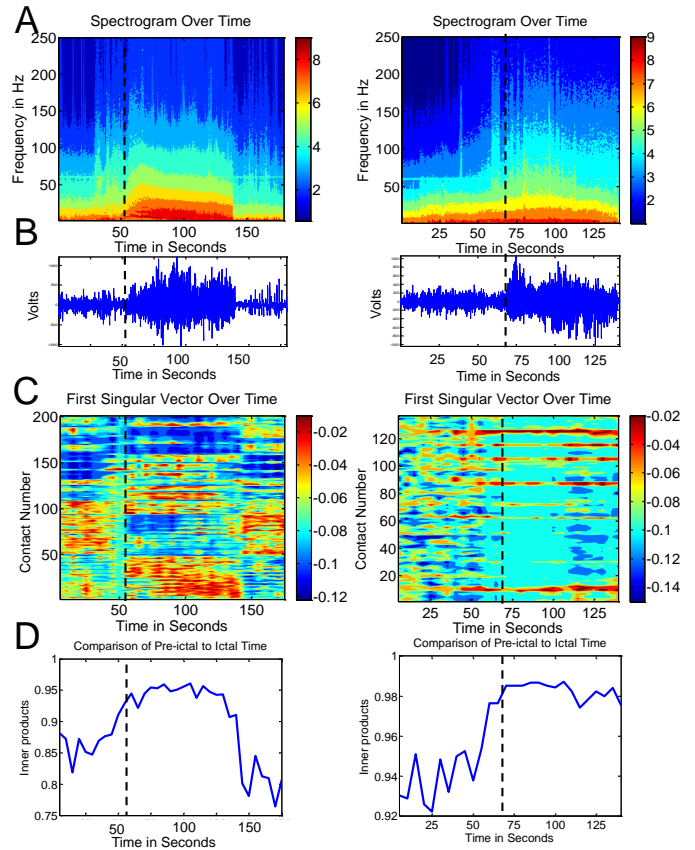 A
Spectrogram Over Time
Spectrogram Over Time
250
200
150
100
50
Frequency in Hz
50 100 150
Time in Seconds
8
6
4
2
250
200
150
100
50
Frequency in Hz
25 50 75 100 125
Time in Seconds
9
8
7
6
5
4
3
2
B
Volts
50 100 150
Time in Seconds
Volts
25 50 75 100 125
Time in Seconds
C
First Singular Vector Over Time
First Singular Vector Over Time
200
150
100
50
Contact Number
50 100 150
Time in Seconds
-0.02
-0.04
-0.06
-0.08
-0.1
-0.12
120
100
80
60
40
20
Contact Number
25 50 75 100 125
Time in Seconds
-0.02
-0.04
-0.06
-0.08
-0.1
-0.12
-0.14
D
Comparison of Pre-ictal to Ictal Time
Comparison of Pre-ictal to Ictal Time
1
0.95
0.9
0.85
0.8
0.75
Inner products
50 100 150
Time in Seconds
1
0.98
0.96
0.94
0.92
Inner products
25 50 75 100 125
Time in Seconds